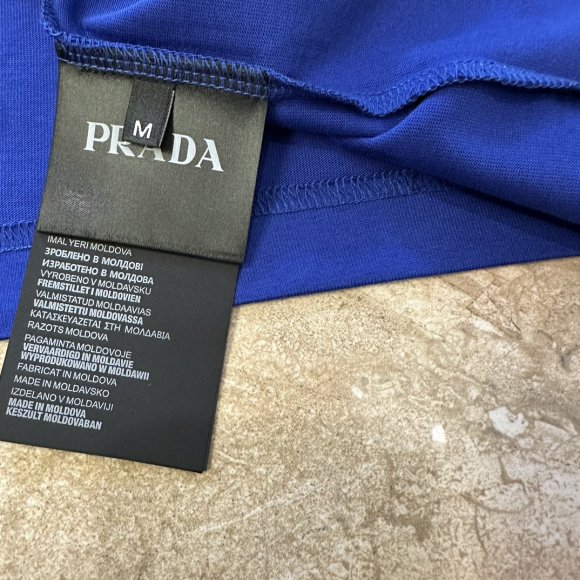 M
PRADA
IMAL YERI MOLDOVA
ЗРОБЛЕНО В МОЛДОВІ
ИЗРАБОТЕНО В МОЛДОВА
VYROBENO V MOLDAVSKU
FREMSTILLET I MOLDOVIEN
VALMISTATUD MOLDAAVIAS
VALMISTETTU MOLDOVASSA
ΚΑΤΑΣΚΕΥΑΖΕΤΑΙ ΣΤΗ ΜΟΛΔΑΒΙΑ
RAZOTS MOLDOVA
PAGAMINTA MOLDOVOJE
VERVAARDIGD IN MOLDAVIE
WYPRODUKOWANO W MOLDAWII
FABRICAT IN MOLDOVA
MADE IN MOLDAVSKO
IZDELANO V MOLDAVIJI
MADE IN MOLDOVA
KESZULT MOLDOVABAN